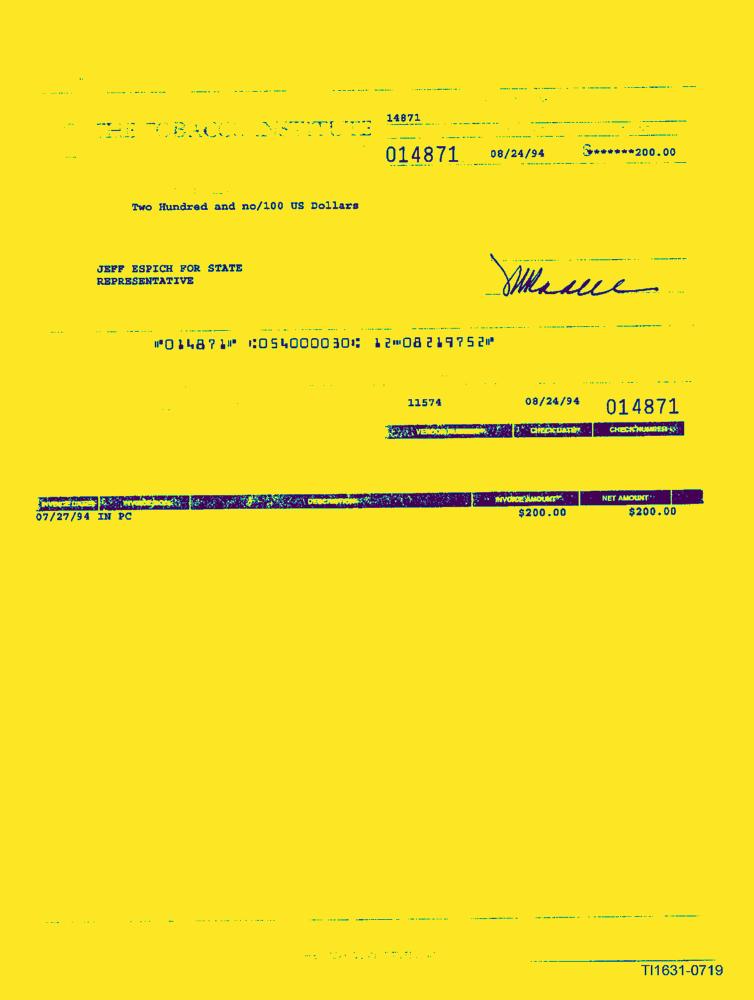 14871
THE TOBACCO INSTITUTE
014871 08/24/94 $*******200.00
Two Hundred and no/100 US Dollars
JEFF ESPICH FOR STATE
REPRESENTATIVE
⑈014871⑈ ⑆054000030⑆ 12⑉08219752⑈
11574 08/24/94 014871
VENDOR NUMBER CHECK DATE CHECK NUMBER
INVOICE DATE DESCRIPTION INVOICE AMOUNT NET AMOUNT
07/27/94 IN PC $200.00 $200.00
TI1631-0719